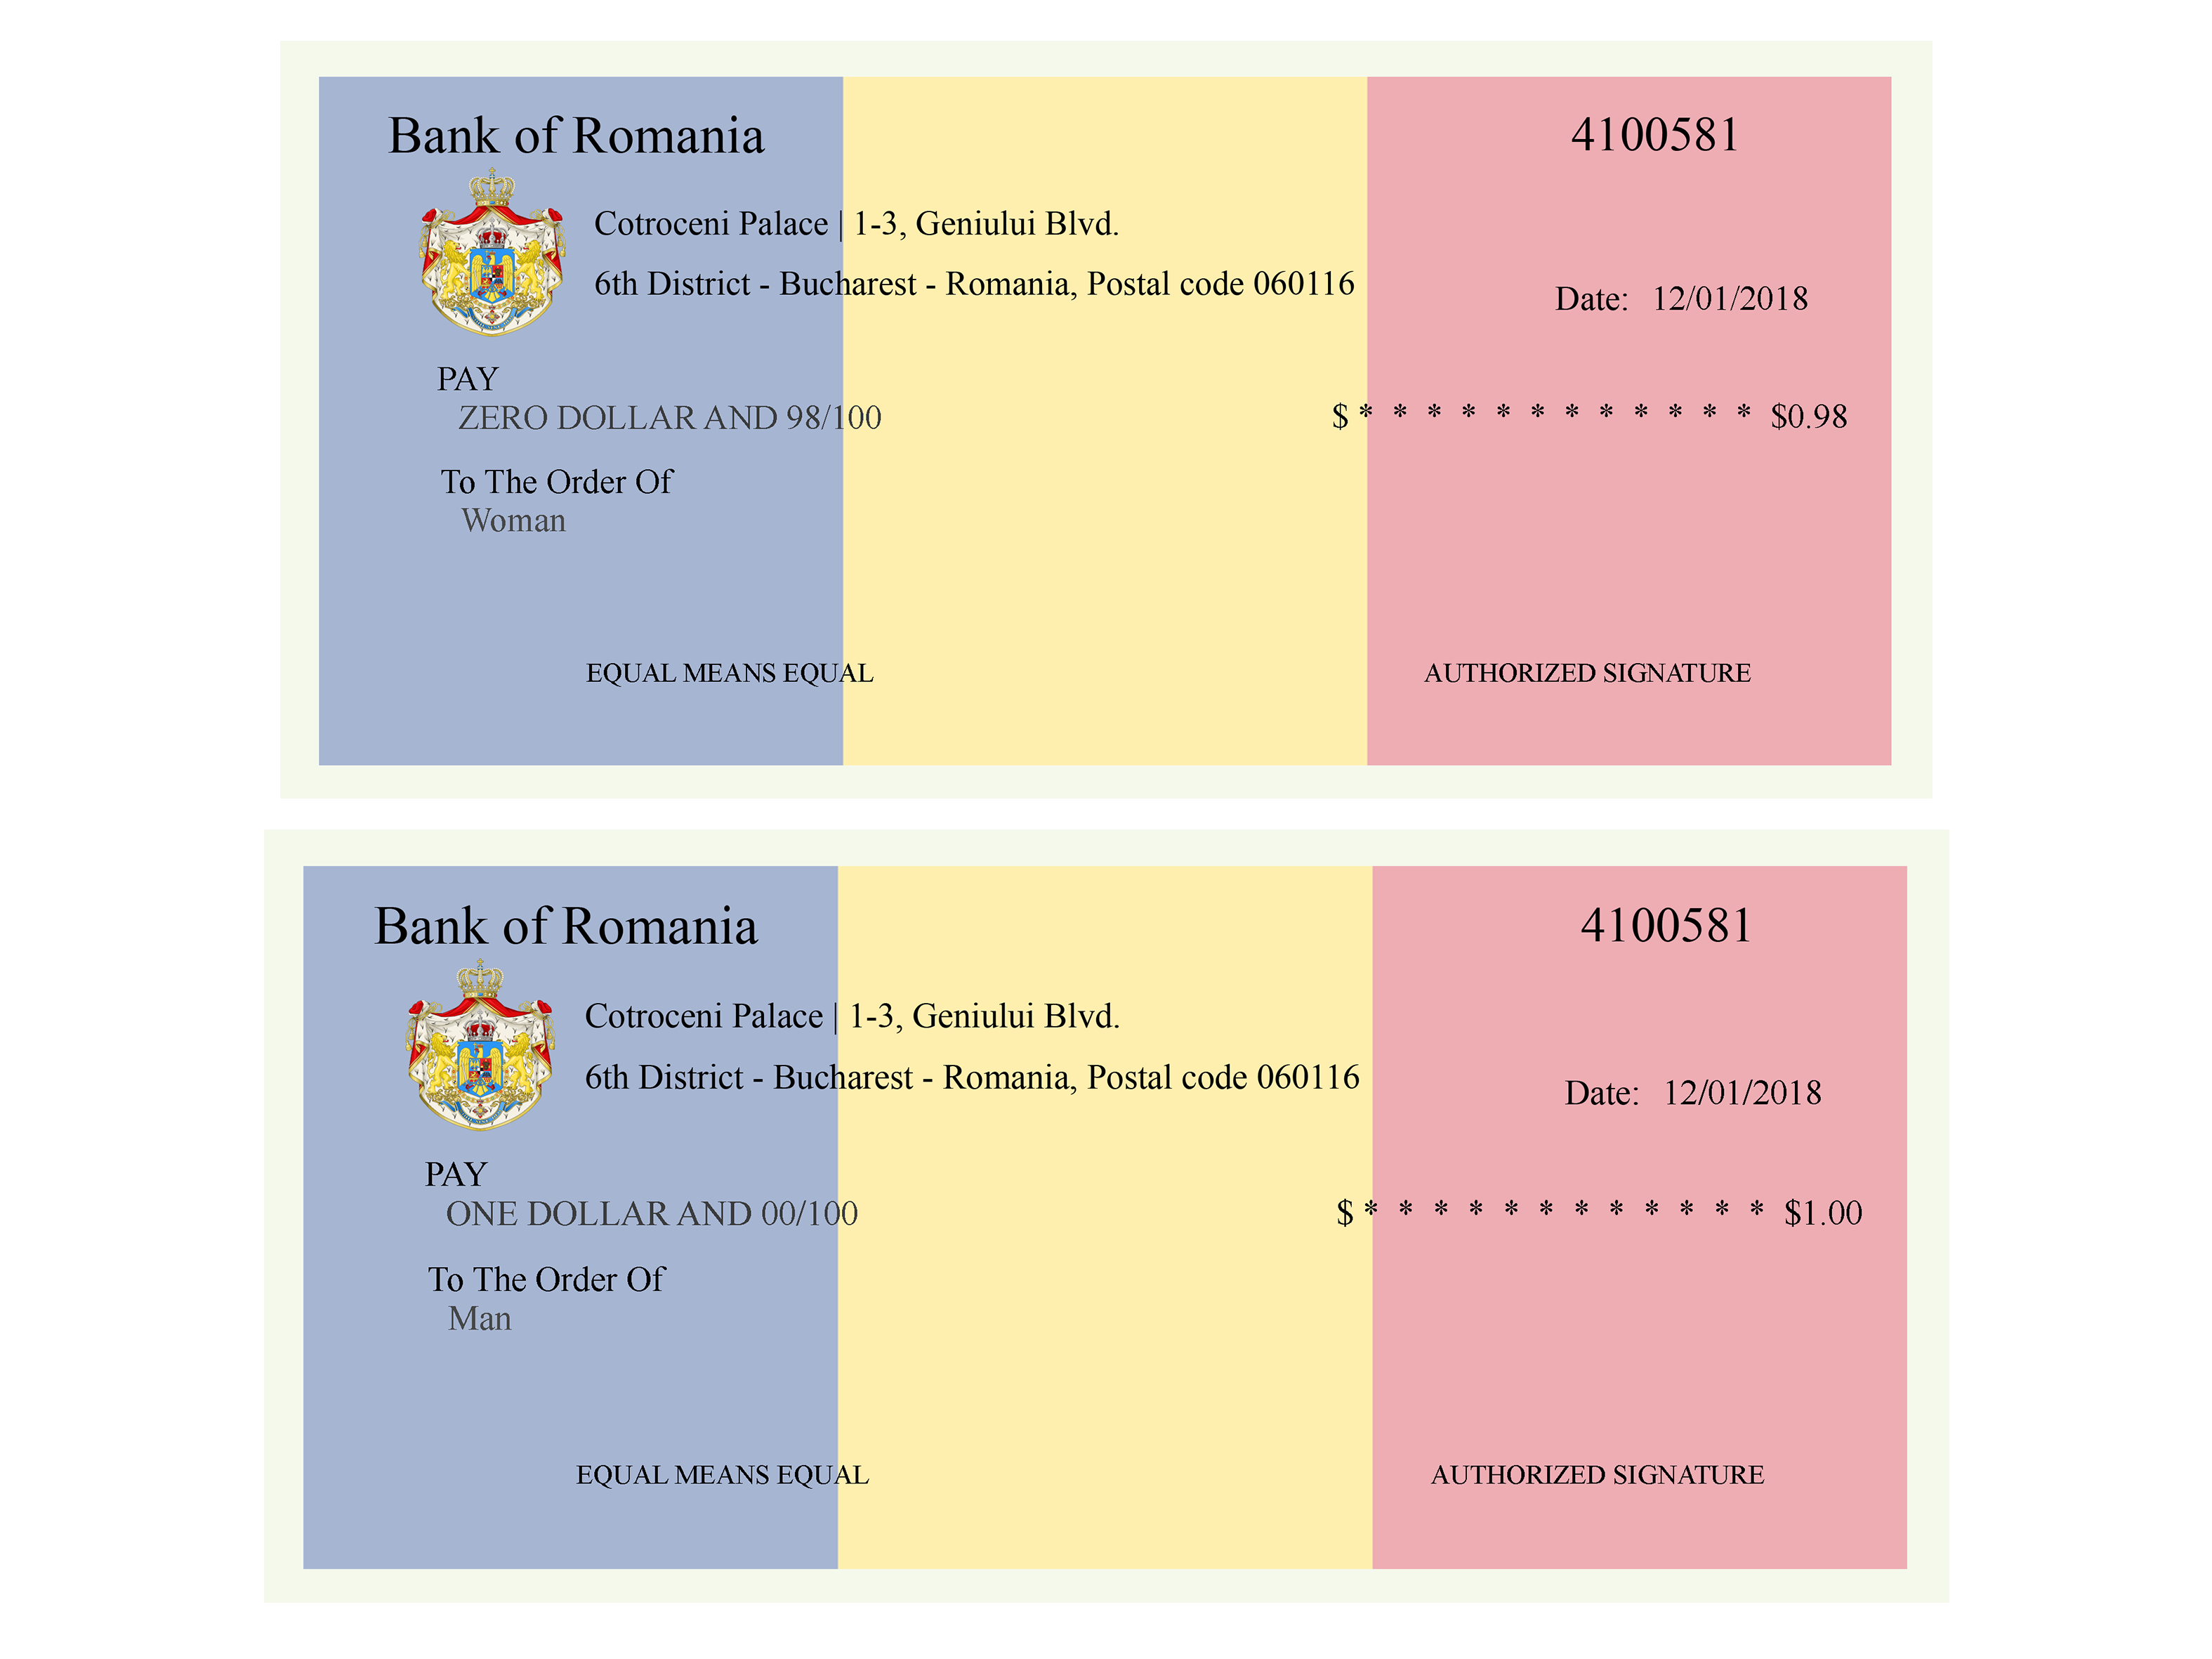 Bank of Romania
4100581
Cotroceni Palace | 1-3, Geniului Blvd.
6th District - Bucharest - Romania, Postal code 060116
Date: 12/01/2018
PAY
ZERO DOLLAR AND 98/100
$ * * * * * * * * * * * * $0.98
To The Order Of
Woman
EQUAL MEANS EQUAL
AUTHORIZED SIGNATURE
Bank of Romania
4100581
Cotroceni Palace | 1-3, Geniului Blvd.
6th District - Bucharest - Romania, Postal code 060116
Date: 12/01/2018
PAY
ONE DOLLAR AND 00/100
$ * * * * * * * * * * * * $1.00
To The Order Of
Man
EQUAL MEANS EQUAL
AUTHORIZED SIGNATURE